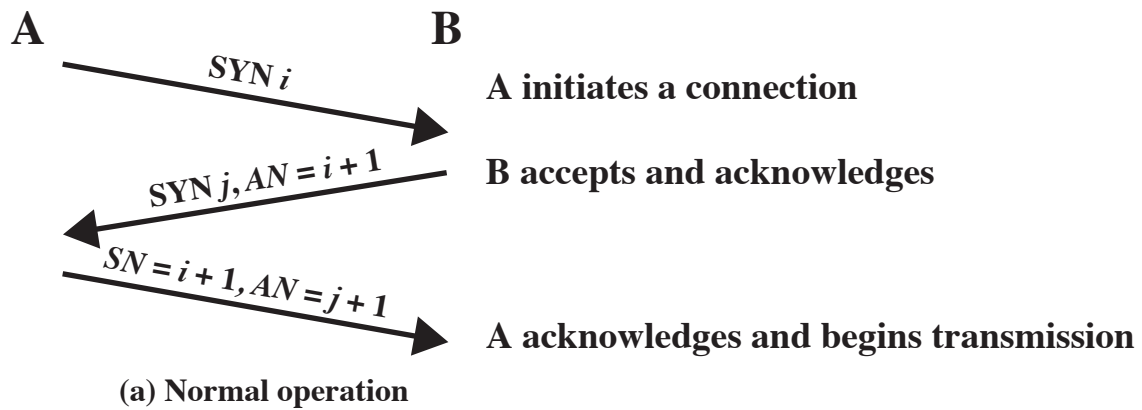 A
B
SYN i
A initiates a connection
SYN j, AN = i + 1
B accepts and acknowledges
SN = i + 1, AN = j + 1
A acknowledges and begins transmission
(a) Normal operation